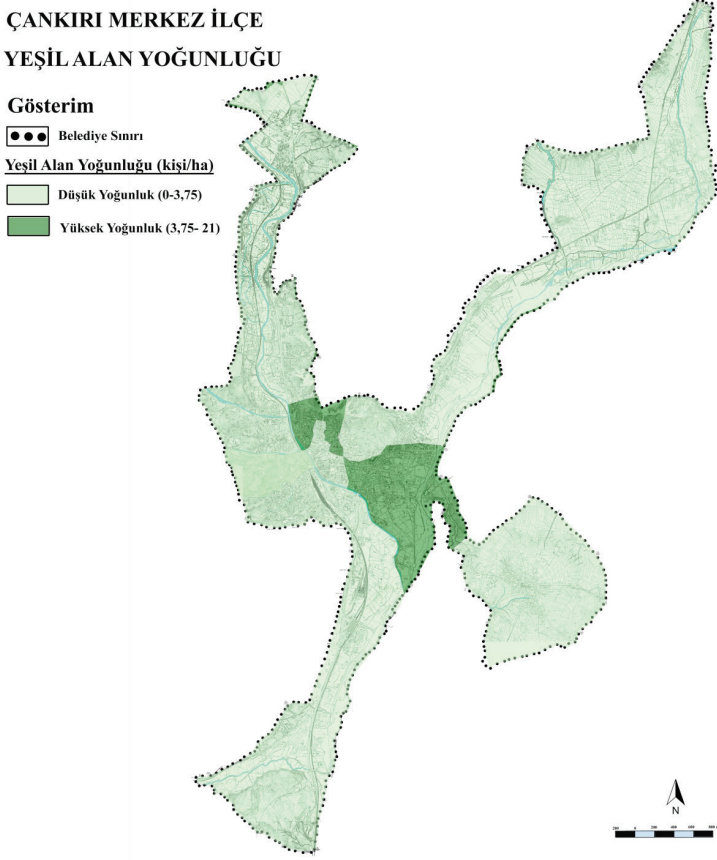 ÇANKIRI MERKEZ İLÇE
YEŞİL ALAN YOĞUNLUĞU
Gösterim
Belediye Sınırı
Yeşil Alan Yoğunluğu (kişi/ha)
Düşük Yoğunluk (0-3,75)
Yüksek Yoğunluk (3,75- 21)
N